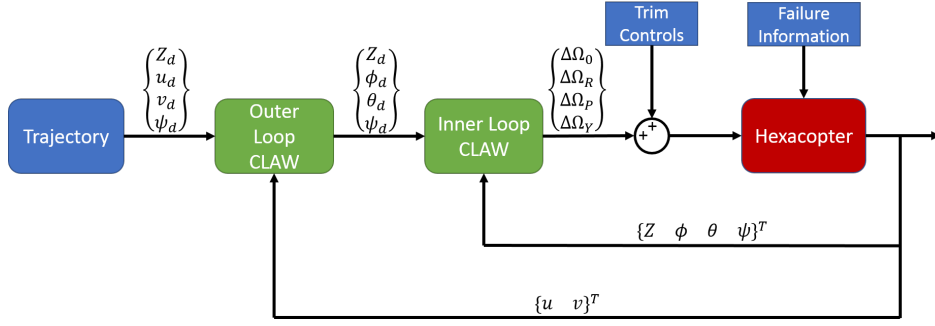 Trim
Controls
Failure
Information
Z_d
u_d
v_d
ψ_d
Z_d
ϕ_d
θ_d
ψ_d
ΔΩ_0
ΔΩ_R
ΔΩ_P
ΔΩ_Y
Trajectory
Outer
Loop
CLAW
Inner Loop
CLAW
+
+
Hexacopter
{Z ϕ θ ψ}^T
{u v}^T